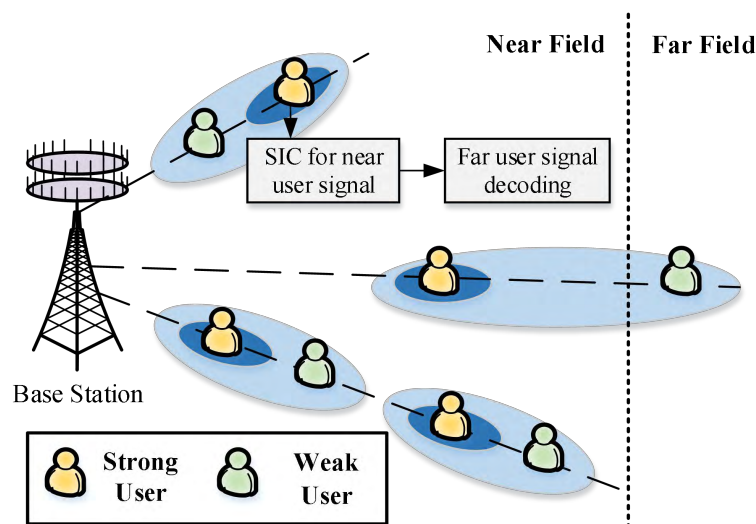 Near Field
Far Field
SIC for near
user signal
Far user signal
decoding
Base Station
Strong
User
Weak
User